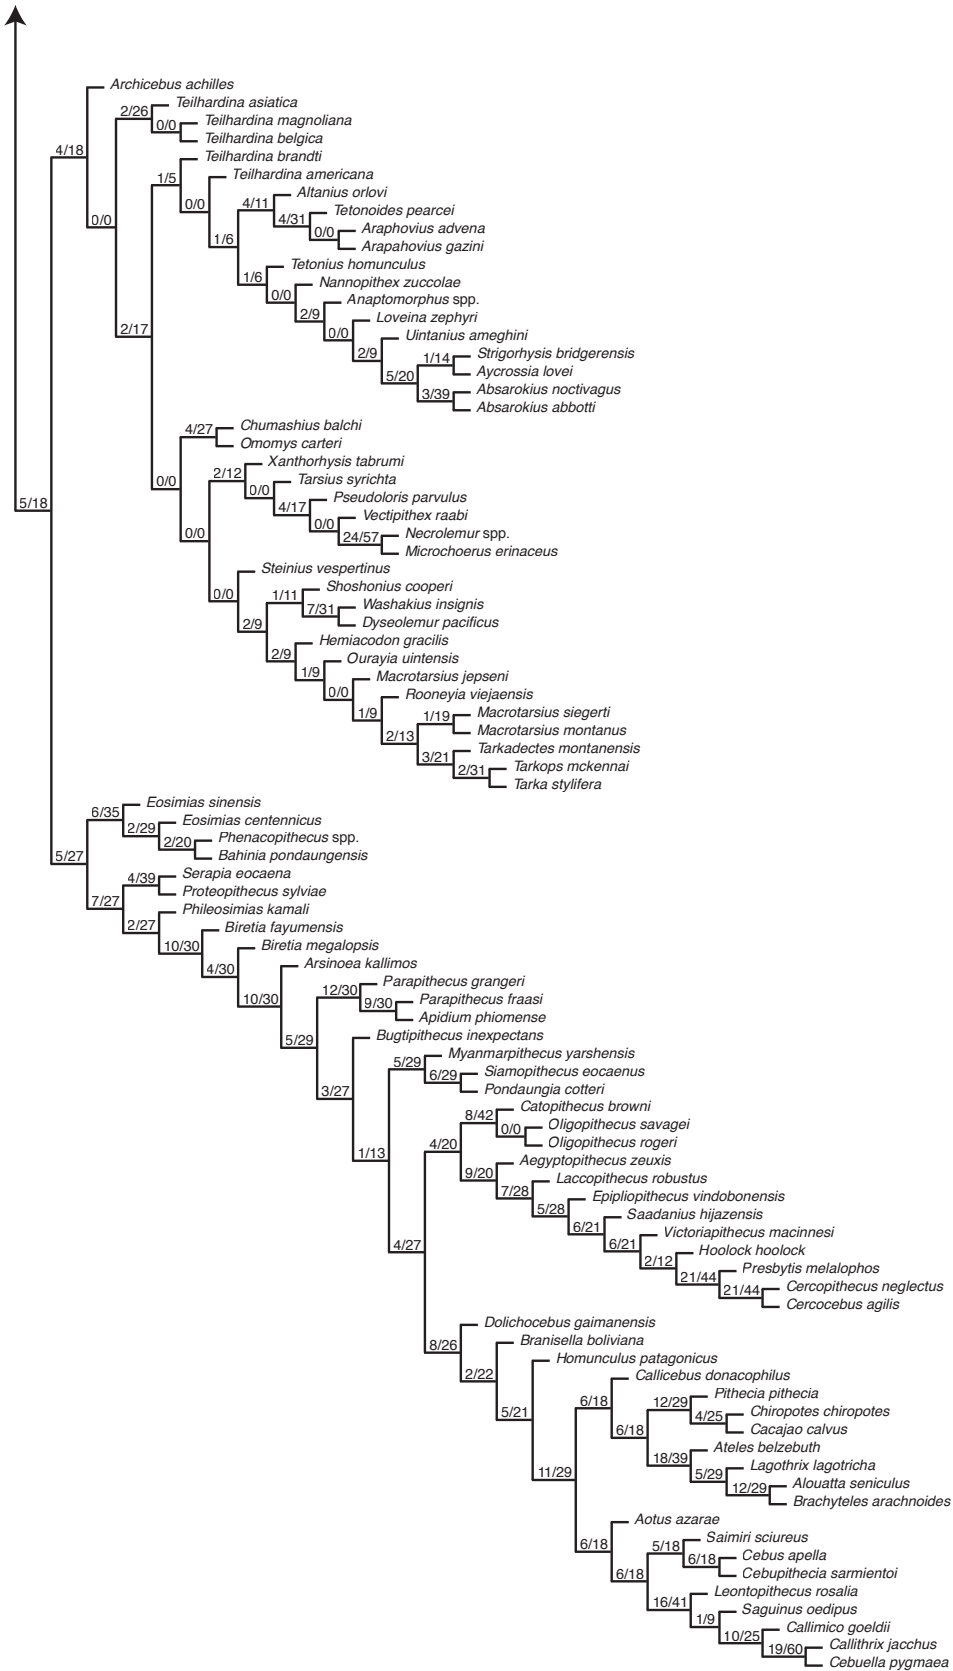 Archicebus achilles
Teilhardina asiatica
2/26
0/0
Teilhardina magnoliana
Teilhardina belgica
4/18
Teilhardina brandti
1/5
Teilhardina americana
Altanius orlovi
0/0
4/11
Tetonoides pearcei
0/0
4/31
Araphovius advena
0/0
1/6
Arapahovius gazini
Tetonius homunculus
1/6
Nannopithex zuccolae
0/0
Anaptomorphus spp.
2/9
Loveina zephyri
2/17
0/0
Uintanius ameghini
2/9
Strigorhysis bridgerensis
1/14
5/20
Aycrossia lovei
Absarokius noctivagus
3/39
Absarokius abbotti
Chumashius balchi
4/27
Omomys carteri
Xanthorhysis tabrumi
0/0
2/12
Tarsius syrichta
0/0
Pseudoloris parvulus
5/18
4/17
Vectipithex raabi
0/0
0/0
Necrolemur spp.
24/57
Microchoerus erinaceus
Steinius vespertinus
Shoshonius cooperi
0/0
1/11
Washakius insignis
7/31
2/9
Dyseolemur pacificus
Hemiacodon gracilis
2/9
Ourayia uintensis
1/9
Macrotarsius jepseni
0/0
Rooneyia viejaensis
1/9
Macrotarsius siegerti
1/19
2/13
Macrotarsius montanus
Tarkadectes montanensis
3/21
Tarkops mckennai
2/31
Tarka stylifera
Eosimias sinensis
6/35
Eosimias centennicus
2/29
Phenacopithecus spp.
2/20
5/27
Bahinia pondaungensis
Serapia eocaena
4/39
7/27
Proteopithecus sylviae
Phileosimias kamali
2/27
Biretia fayumensis
10/30
Biretia megalopsis
4/30
Arsinoea kallimos
Parapithecus grangeri
10/30
12/30
Parapithecus fraasi
9/30
Apidium phiomense
5/29
Bugtipithecus inexpectans
Myanmarpithecus yarshensis
5/29
Siamopithecus eocaenus
6/29
3/27
Pondaungia cotteri
Catopithecus browni
8/42
Oligopithecus savagei
0/0
4/20
Oligopithecus rogeri
1/13
Aegyptopithecus zeuxis
9/20
Laccopithecus robustus
7/28
Epipliopithecus vindobonensis
5/28
Saadanius hijazensis
6/21
Victoriapithecus macinnesi
4/27
6/21
Hoolock hoolock
2/12
Presbytis melalophos
21/44
Cercopithecus neglectus
21/44
Cercocebus agilis
Dolichocebus gaimanensis
8/26
Branisella boliviana
Homunculus patagonicus
2/22
Callicebus donacophilus
Pithecia pithecia
6/18
12/29
5/21
Chiropotes chiropotes
4/25
6/18
Cacajao calvus
Ateles belzebuth
18/39
Lagothrix lagotricha
11/29
5/29
Alouatta seniculus
12/29
Brachyteles arachnoides
Aotus azarae
Saimiri sciureus
6/18
5/18
Cebus apella
6/18
6/18
Cebupithecia sarmientoi
Leontopithecus rosalia
16/41
Saguinus oedipus
1/9
Callimico goeldii
10/25
Callithrix jacchus
19/60
Cebuella pygmaea